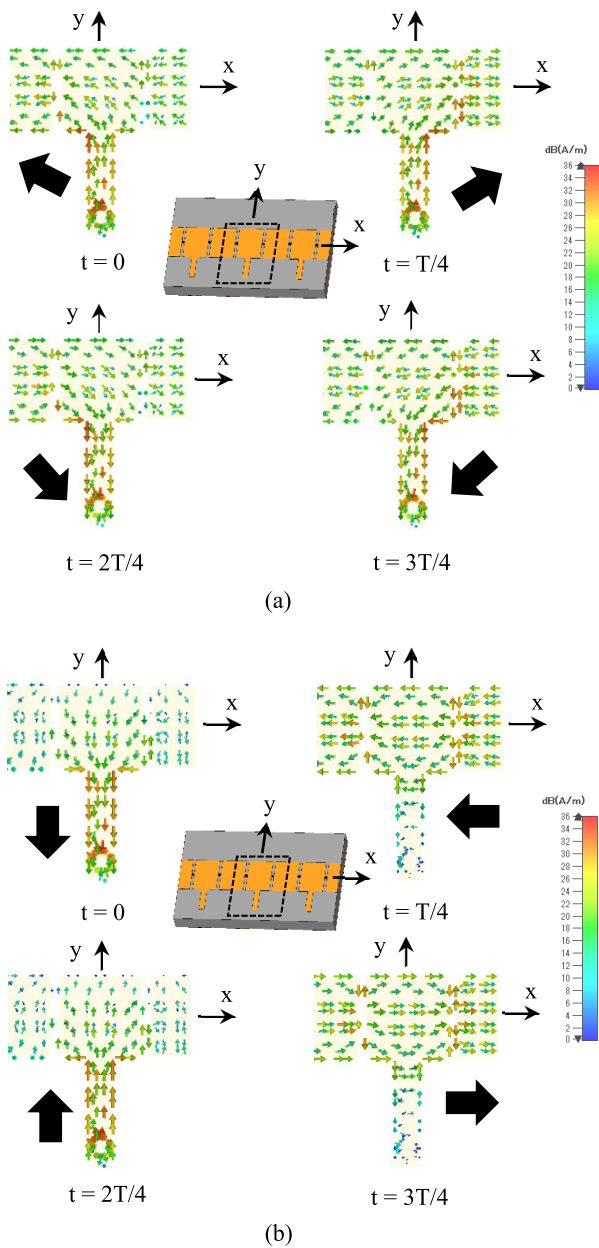 y
y
x
x
dB(A/m)
36
34
32
30
28
26
24
22
20
18
16
14
12
10
8
6
4
2
0
y
x
t = 0
t = T/4
y
y
x
x
t = 2T/4
t = 3T/4
(a)
y
y
x
x
dB(A/m)
36
34
32
30
28
26
24
22
20
18
16
14
12
10
8
6
4
2
0
y
x
t = 0
t = T/4
y
y
x
x
t = 2T/4
t = 3T/4
(b)